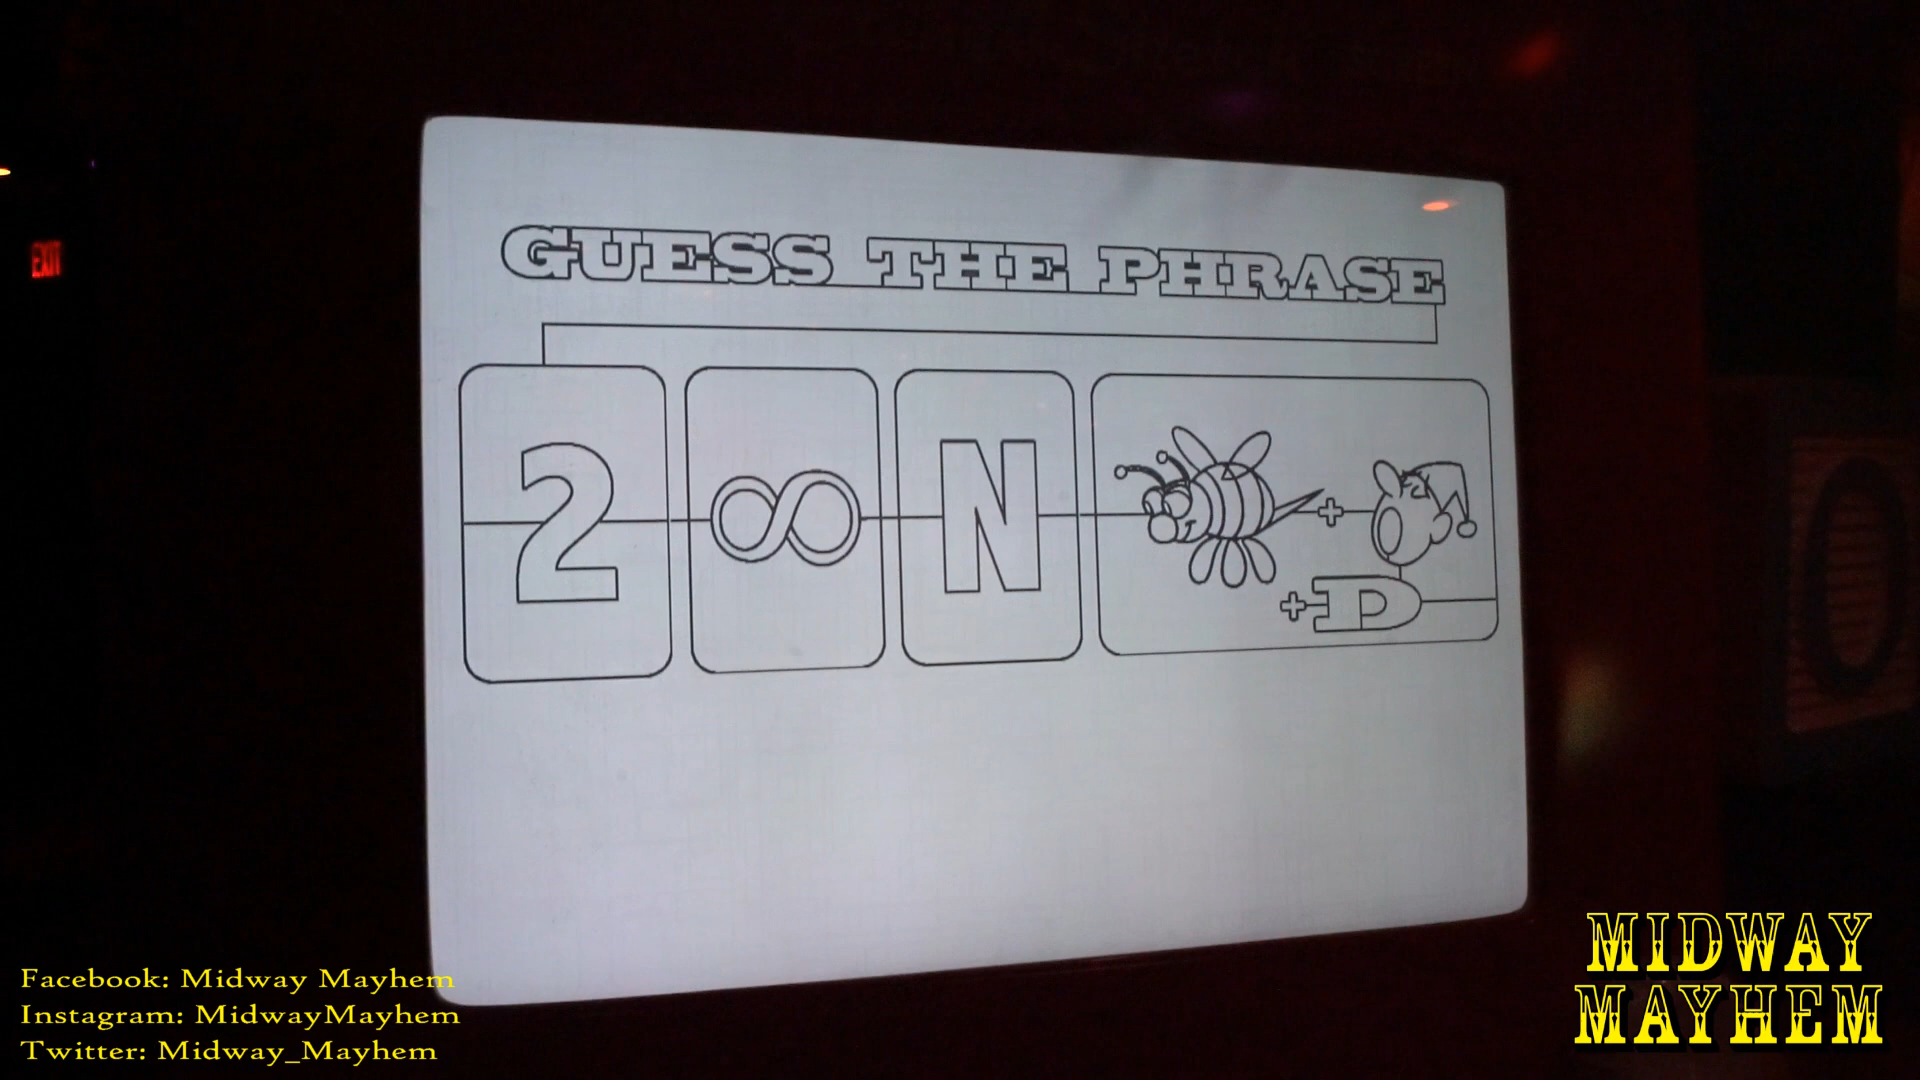 EXIT
GUESS THE PHRASE
2 ∞ N + + D
Facebook: Midway Mayhem
Instagram: MidwayMayhem
Twitter: Midway_Mayhem
MIDWAY
MAYHEM